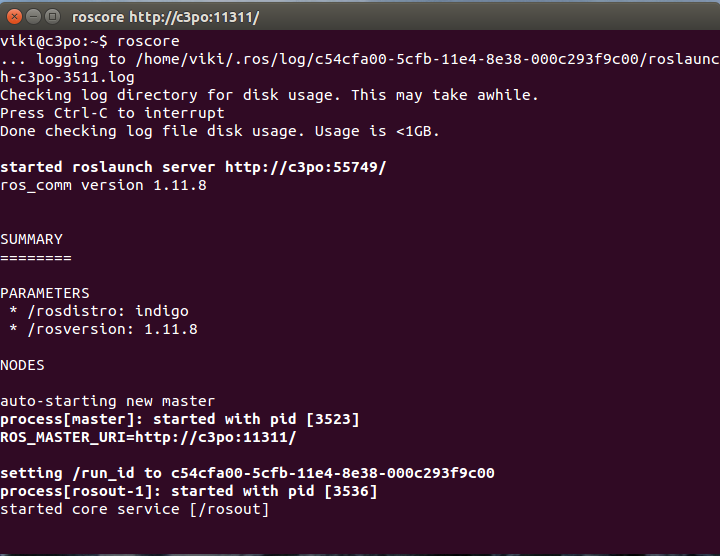 roscore http://c3po:11311/
viki@c3po:~$ roscore
... logging to /home/viki/.ros/log/c54cfa00-5cfb-11e4-8e38-000c293f9c00/roslaunc
h-c3po-3511.log
Checking log directory for disk usage. This may take awhile.
Press Ctrl-C to interrupt
Done checking log file disk usage. Usage is <1GB.

started roslaunch server http://c3po:55749/
ros_comm version 1.11.8

SUMMARY
========

PARAMETERS
 * /rosdistro: indigo
 * /rosversion: 1.11.8

NODES

auto-starting new master
process[master]: started with pid [3523]
ROS_MASTER_URI=http://c3po:11311/

setting /run_id to c54cfa00-5cfb-11e4-8e38-000c293f9c00
process[rosout-1]: started with pid [3536]
started core service [/rosout]